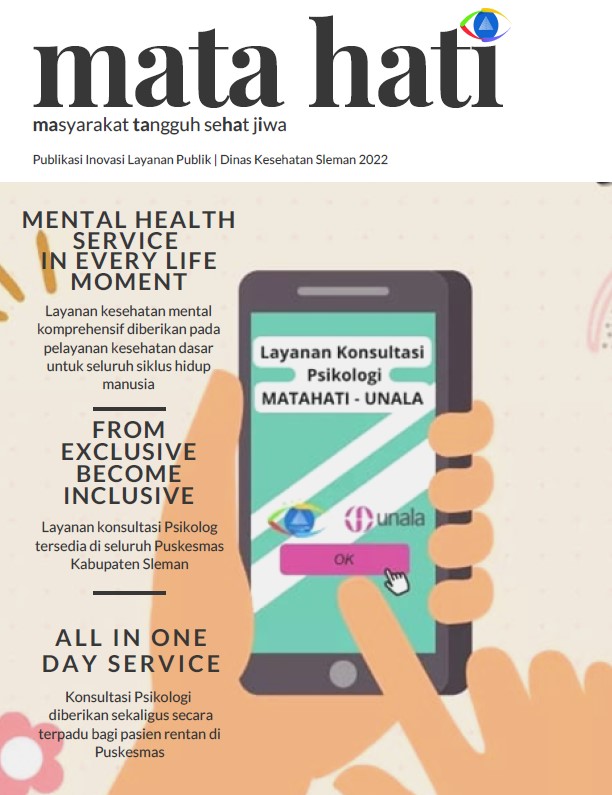 mata hati
masyarakat tangguh sehat jiwa
Publikasi Inovasi Layanan Publik | Dinas Kesehatan Sleman 2022
MENTAL HEALTH
SERVICE
IN EVERY LIFE
MOMENT
Layanan kesehatan mental
komprehensif diberikan pada
pelayanan kesehatan dasar
untuk seluruh siklus hidup
manusia
FROM
EXCLUSIVE
BECOME
INCLUSIVE
Layanan konsultasi Psikolog
tersedia di seluruh Puskesmas
Kabupaten Sleman
ALL IN ONE
DAY SERVICE
Konsultasi Psikologi
diberikan sekaligus secara
terpadu bagi pasien rentan di
Puskesmas
Layanan Konsultasi
Psikologi
MATAHATI - UNALA
unala
OK